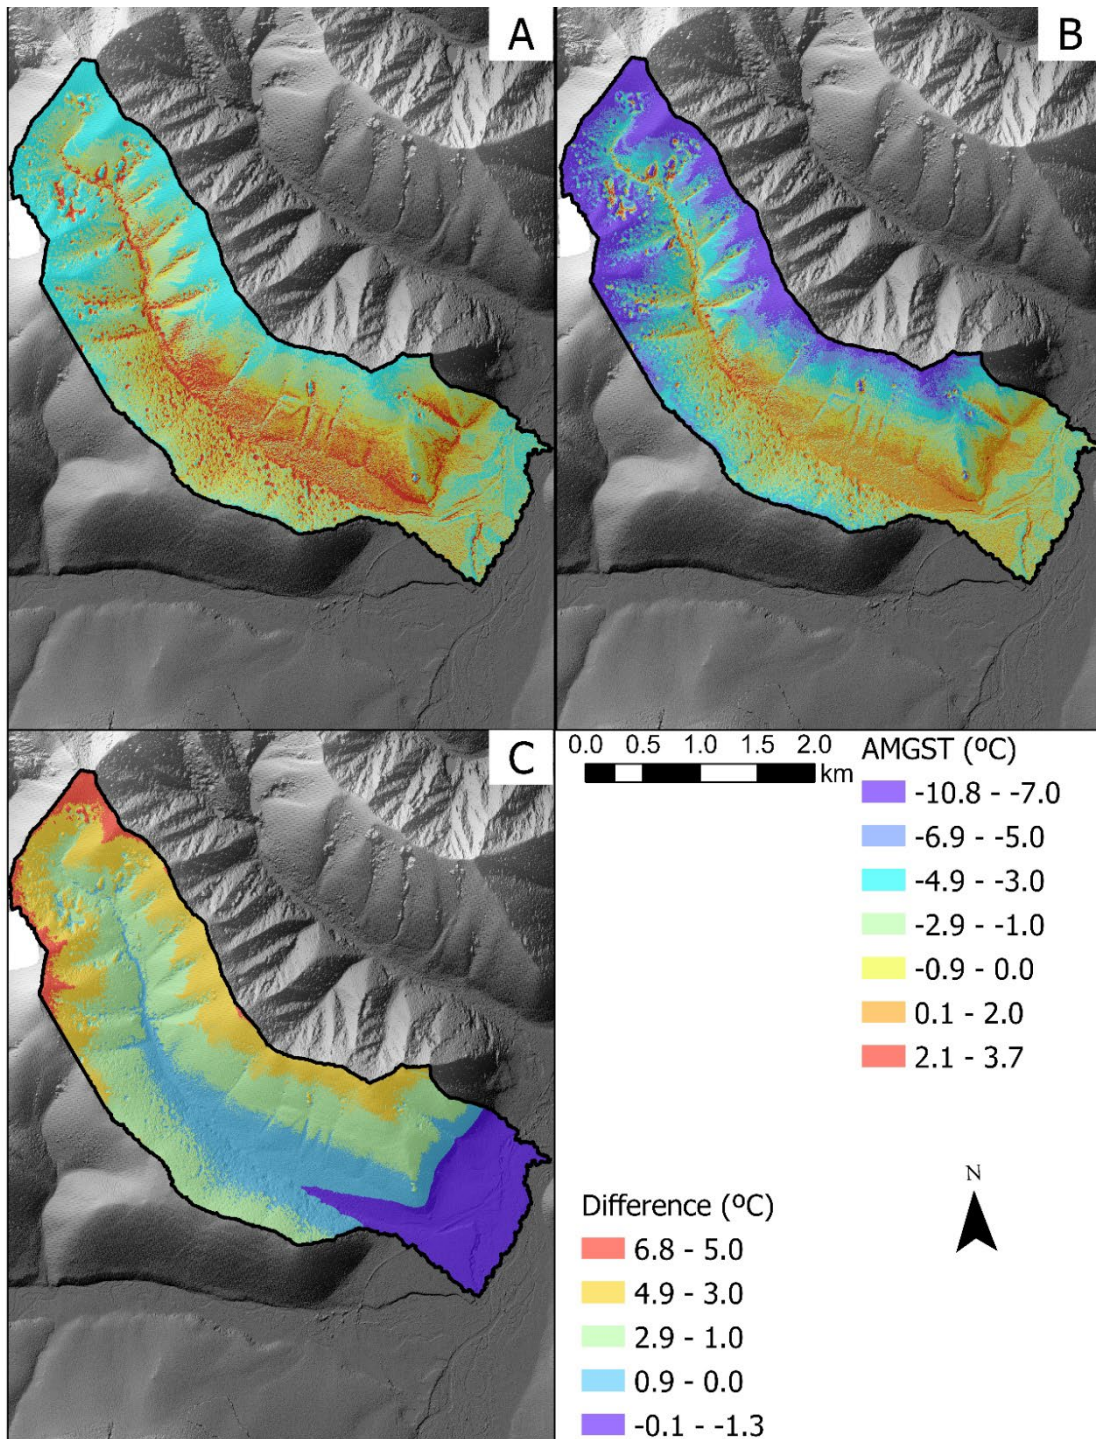 A
B
C
0.0 0.5 1.0 1.5 2.0
km
AMGST (ºC)
-10.8 - -7.0
-6.9 - -5.0
-4.9 - -3.0
-2.9 - -1.0
-0.9 - 0.0
0.1 - 2.0
2.1 - 3.7
N
Difference (ºC)
6.8 - 5.0
4.9 - 3.0
2.9 - 1.0
0.9 - 0.0
-0.1 - -1.3